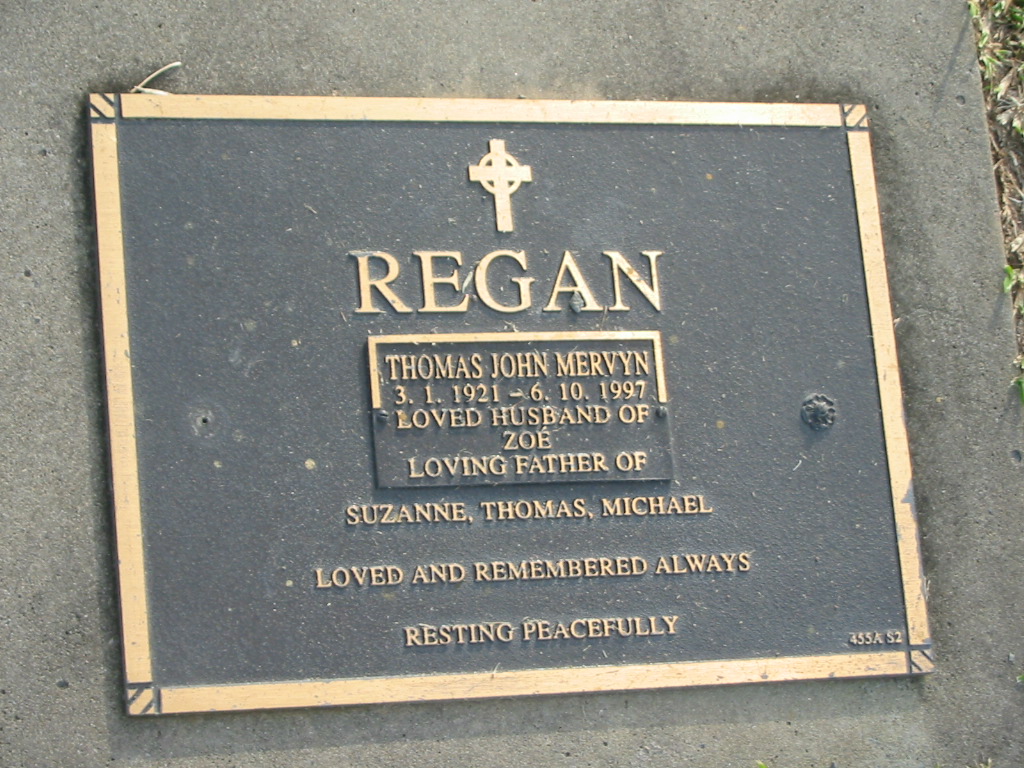 REGAN
THOMAS JOHN MERVYN
3. 1. 1921 – 6. 10. 1997
LOVED HUSBAND OF
ZOÉ
LOVING FATHER OF
SUZANNE, THOMAS, MICHAEL
LOVED AND REMEMBERED ALWAYS
RESTING PEACEFULLY
455A S2